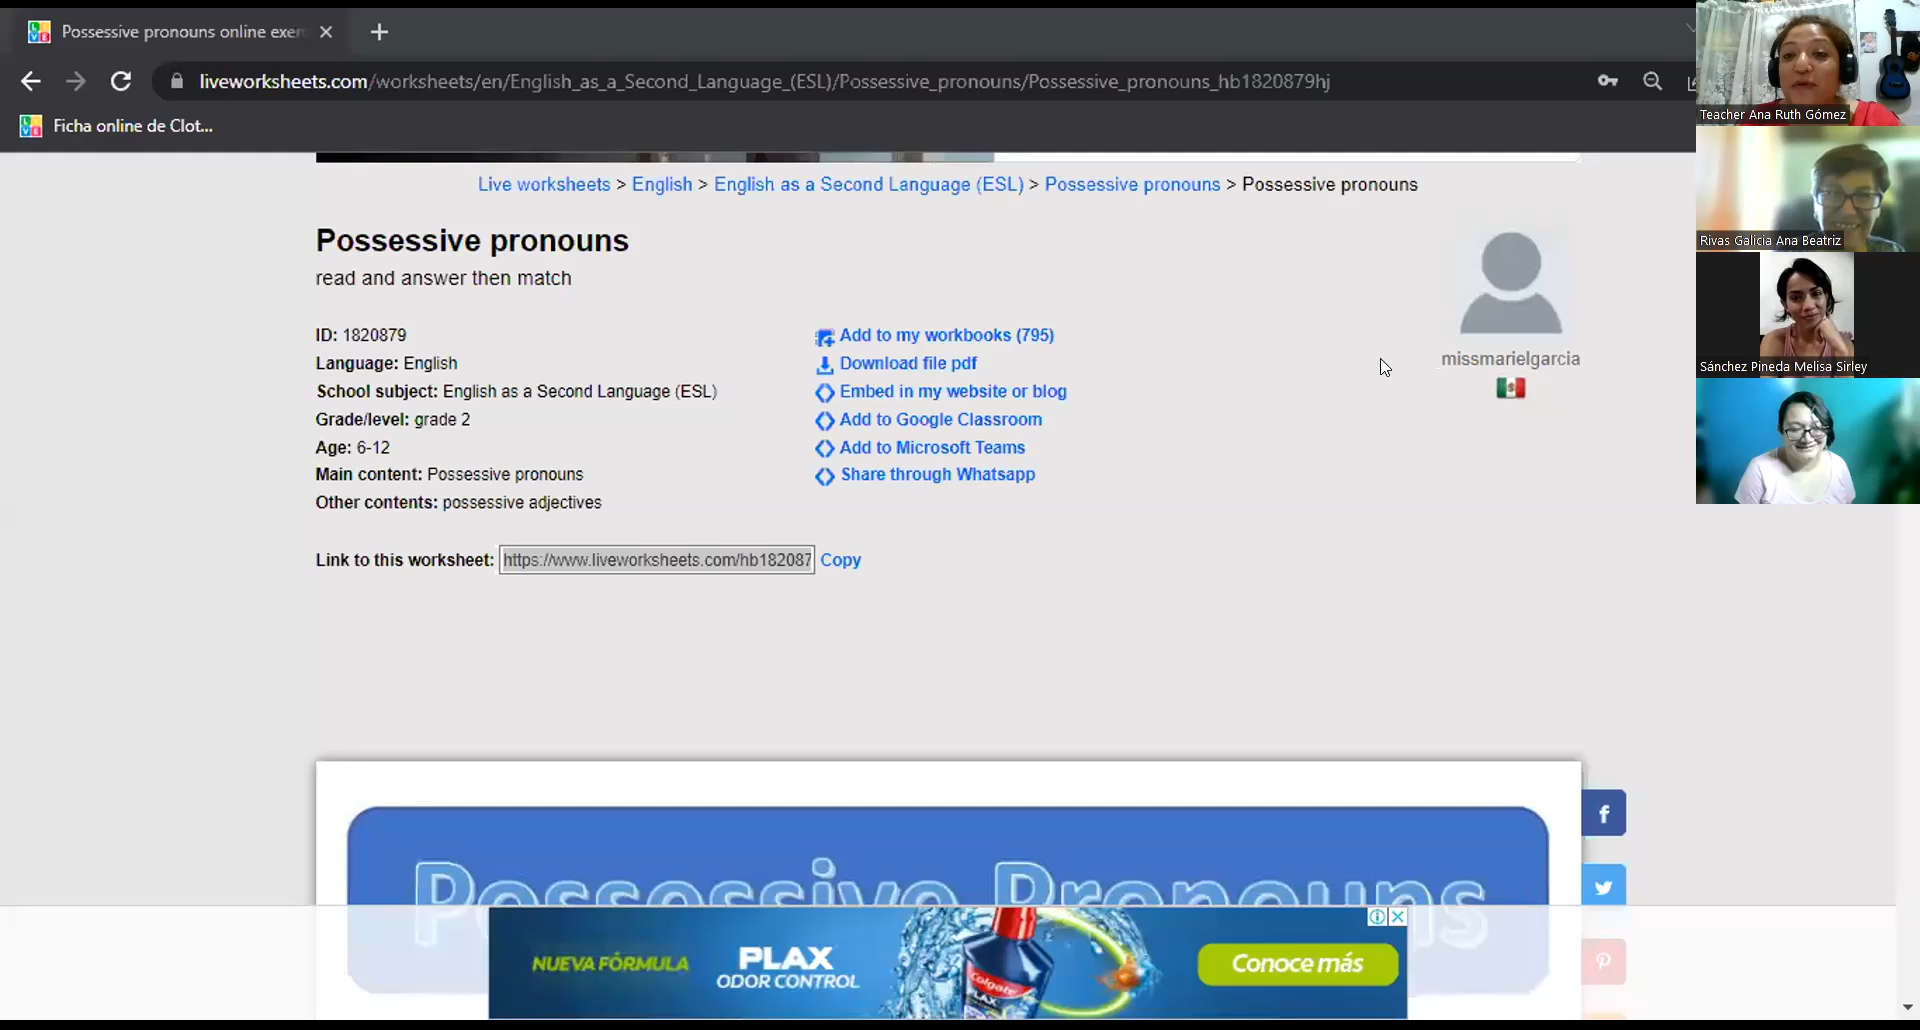 Possessive pronouns online exer
liveworksheets.com/worksheets/en/English_as_a_Second_Language_(ESL)/Possessive_pronouns/Possessive_pronouns_hb1820879hj
Ficha online de Clot...
Teacher Ana Ruth Gómez
Rivas Galicia Ana Beatriz
Sánchez Pineda Melisa Sirley
Live worksheets > English > English as a Second Language (ESL) > Possessive pronouns > Possessive pronouns
Possessive pronouns
read and answer then match
missmarielgarcia
ID: 1820879
Language: English
School subject: English as a Second Language (ESL)
Grade/level: grade 2
Age: 6-12
Main content: Possessive pronouns
Other contents: possessive adjectives
Add to my workbooks (795)
Download file pdf
Embed in my website or blog
Add to Google Classroom
Add to Microsoft Teams
Share through Whatsapp
Link to this worksheet: https://www.liveworksheets.com/hb182087 Copy
Possessive Pronouns
NUEVA FÓRMULA
PLAX
ODOR CONTROL
Colgate
PLAX
Conoce más